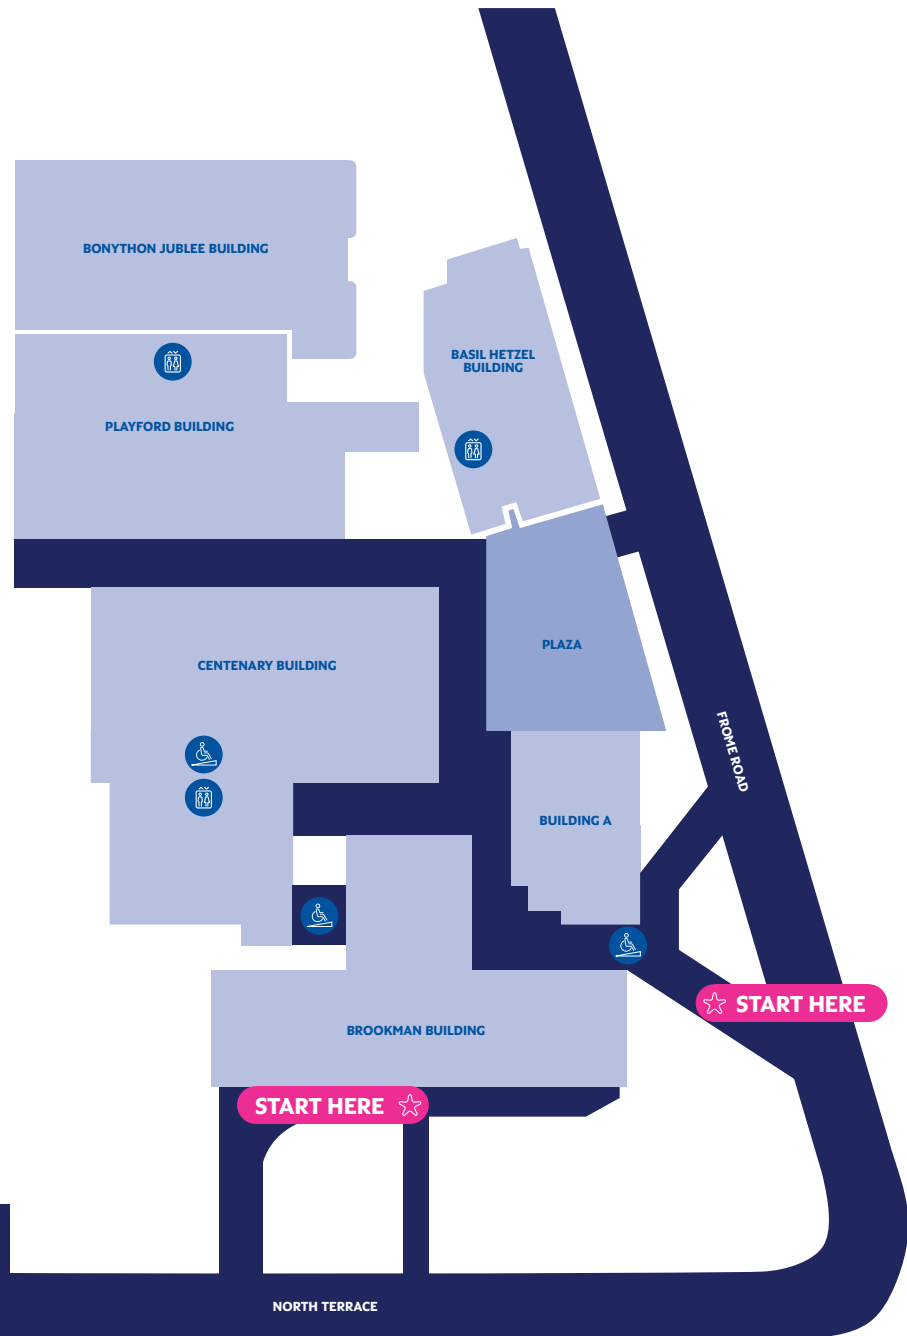 BONYTHON JUBLEE BUILDING
BASIL HETZEL
BUILDING
PLAYFORD BUILDING
PLAZA
CENTENARY BUILDING
FROME ROAD
BUILDING A
START HERE
BROOKMAN BUILDING
START HERE
NORTH TERRACE